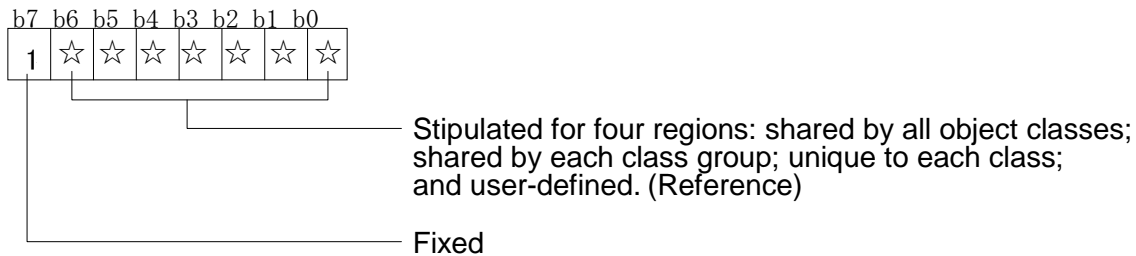 b7 b6 b5 b4 b3 b2 b1 b0
1 ☆ ☆ ☆ ☆ ☆ ☆ ☆
Stipulated for four regions: shared by all object classes;
shared by each class group; unique to each class;
and user-defined. (Reference)
Fixed